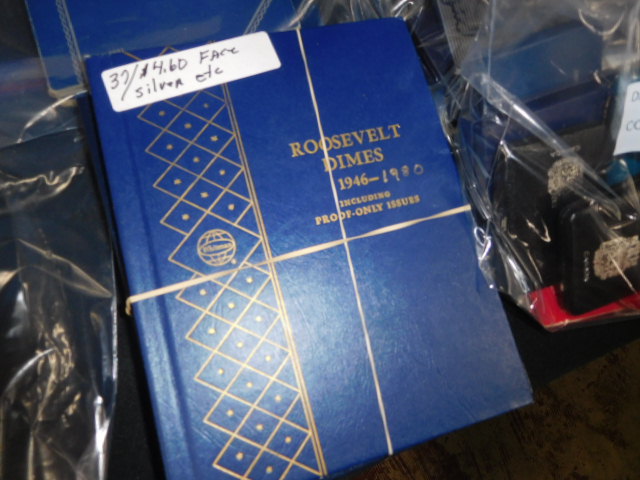 37/$4.60 FACE
silver etc
ROOSEVELT
DIMES
1946-1980
INCLUDING
PROOF-ONLY ISSUES